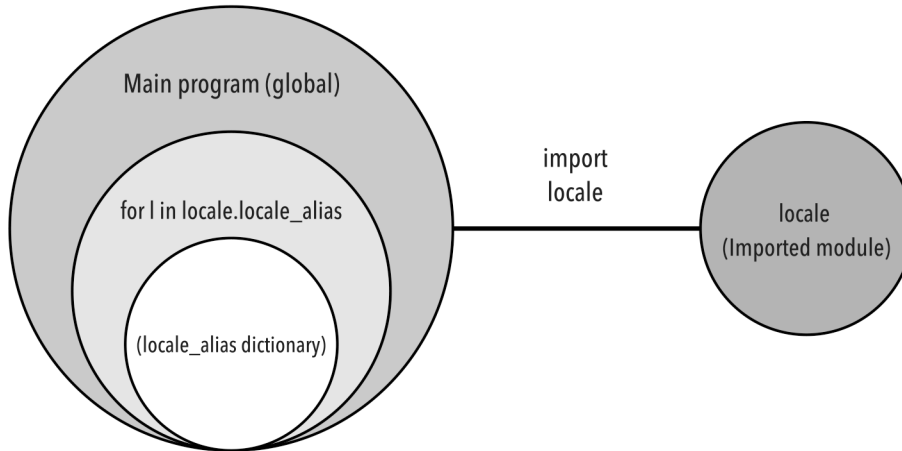 Main program (global)
for l in locale.locale_alias
(locale_alias dictionary)
import
locale
locale
(Imported module)